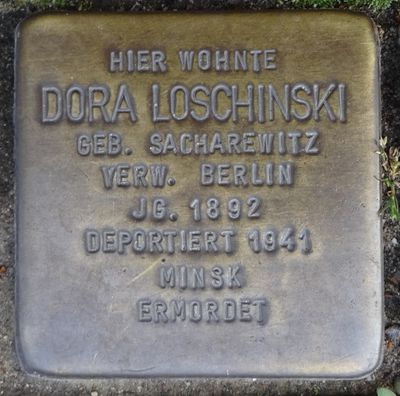 HIER WOHNTE
DORA LOSCHINSKI
GEB. SACHAREWITZ
VERW. BERLIN
JG. 1892
DEPORTIERT 1941
MINSK
ERMORDET